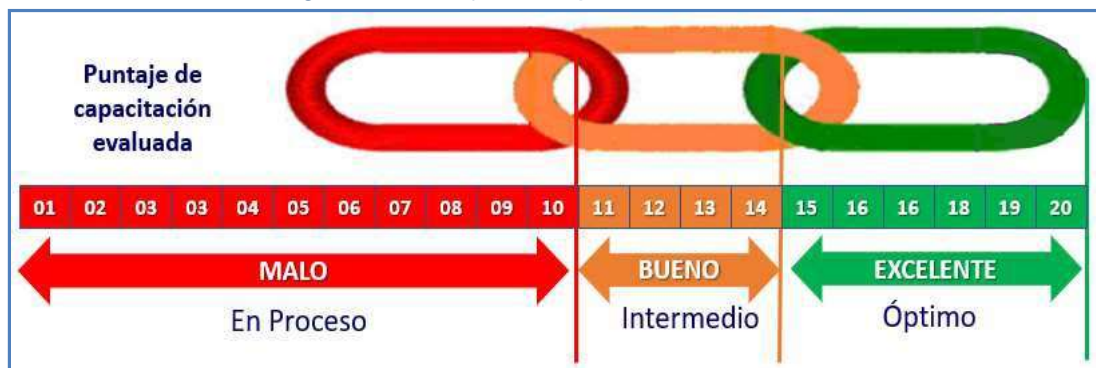 Puntaje de
capacitación
evaluada
01 02 03 03 04 05 06 07 08 09 10 11 12 13 14 15 16 16 18 19 20
MALO BUENO EXCELENTE
En Proceso Intermedio Óptimo